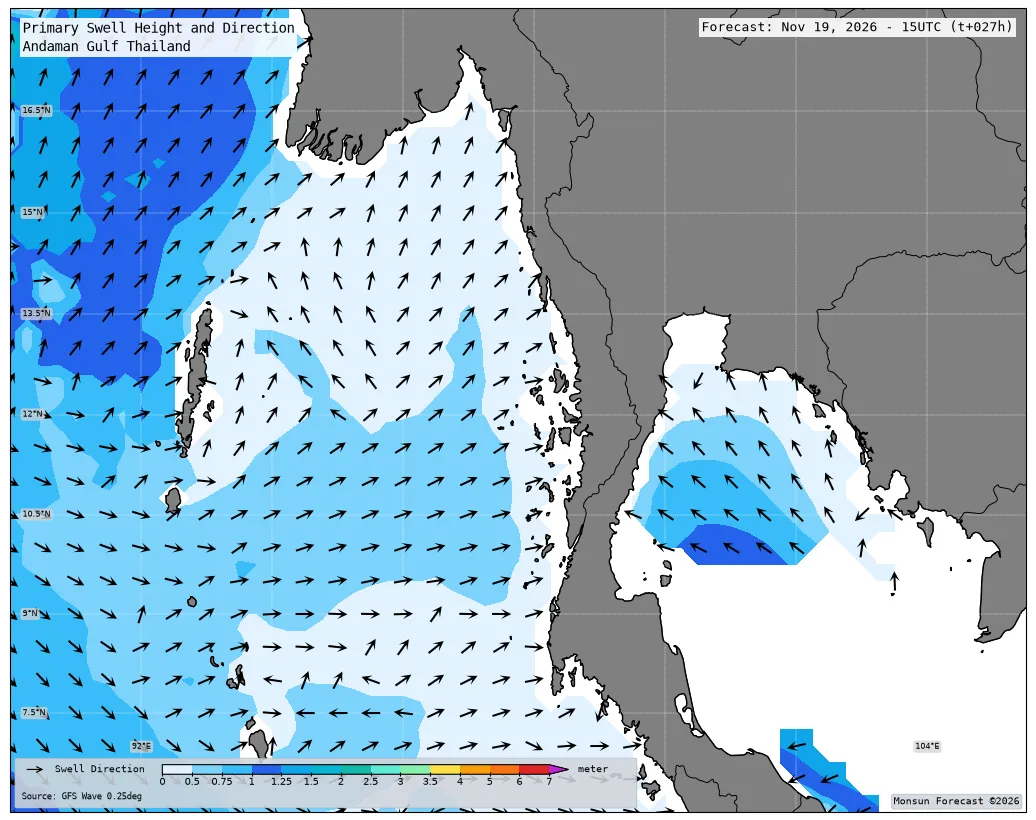 Primary Swell Height and Direction
Andaman Gulf Thailand
Forecast: Nov 19, 2026 - 15UTC (t+027h)
16.5°N
15°N
13.5°N
12°N
10.5°N
9°N
7.5°N
92°E
104°E
Swell Direction
0 0.5 0.75 1 1.25 1.5 2 2.5 3 3.5 4 5 6 7
meter
Source: GFS Wave 0.25deg
Monsun Forecast ©2026